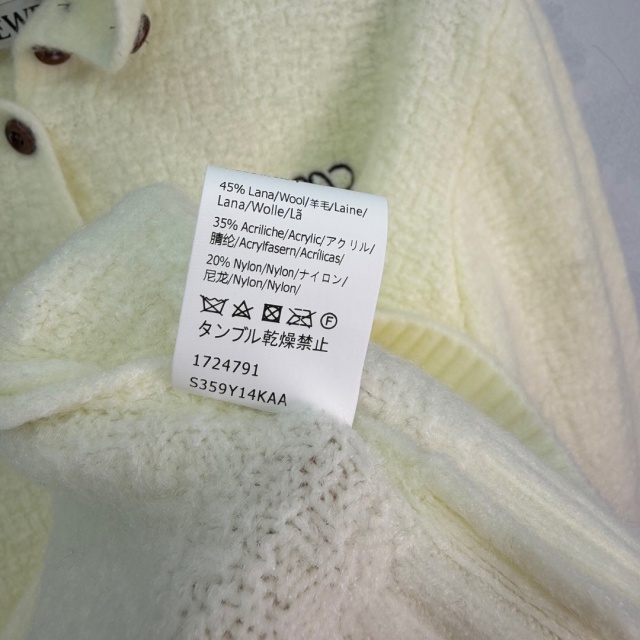 45% Lana/Wool/羊毛/Laine/
Lana/Wolle/Lã
35% Acriliche/Acrylic/アクリル/
腈纶/Acrylfasern/Acrílicas/
20% Nylon/Nylon/ナイロン/
尼龙/Nylon/Nylon/
F
タンブル乾燥禁止
1724791
S359Y14KAA